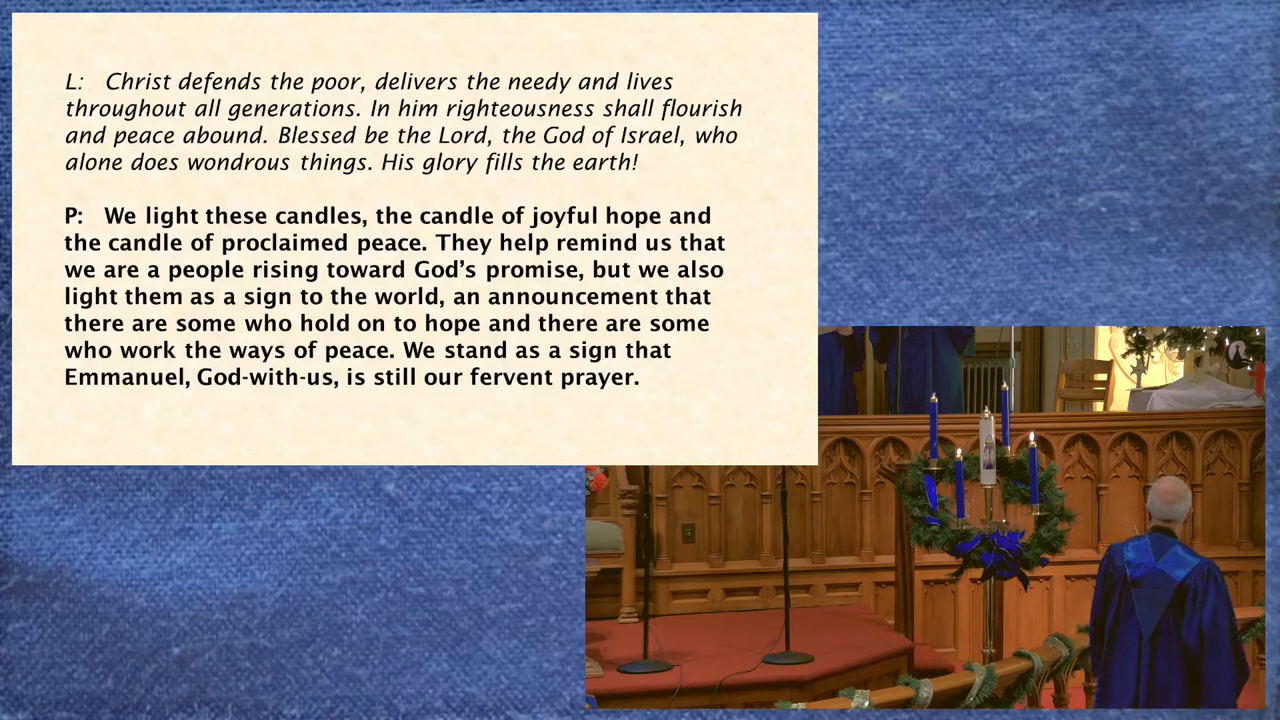 L: Christ defends the poor, delivers the needy and lives
throughout all generations. In him righteousness shall flourish
and peace abound. Blessed be the Lord, the God of Israel, who
alone does wondrous things. His glory fills the earth!
P: We light these candles, the candle of joyful hope and
the candle of proclaimed peace. They help remind us that
we are a people rising toward God’s promise, but we also
light them as a sign to the world, an announcement that
there are some who hold on to hope and there are some
who work the ways of peace. We stand as a sign that
Emmanuel, God-with-us, is still our fervent prayer.